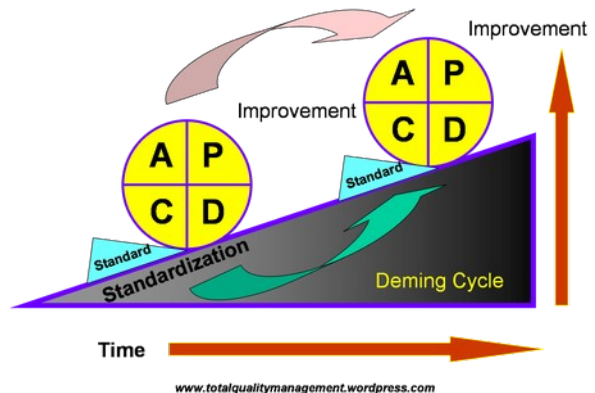 Improvement
A P
C D
Improvement
A P
C D
Standard
Standard
Standardization
Deming Cycle
Time
www.totalqualitymanagement.wordpress.com